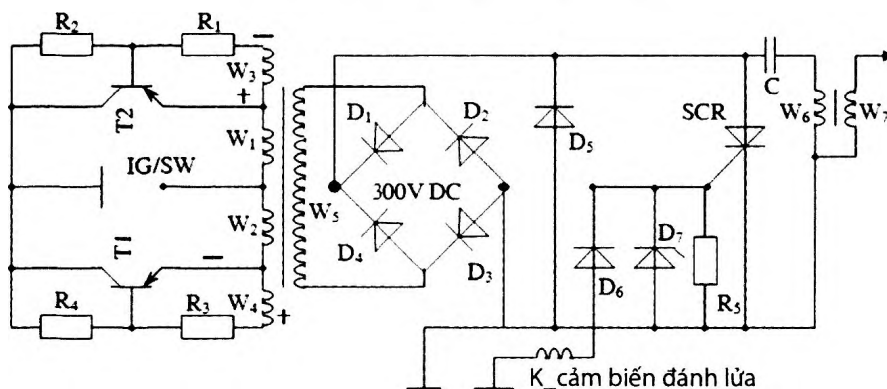 R₂
R₁
W₃
T2
W₁
IG/SW
W₂
T1
R₄
R₃
W₄
W₅
D₁
D₂
300V DC
D₄
D₃
D₅
SCR
C
W₆
W₇
D₆
D₇
R₅
K_cảm biến đánh lửa